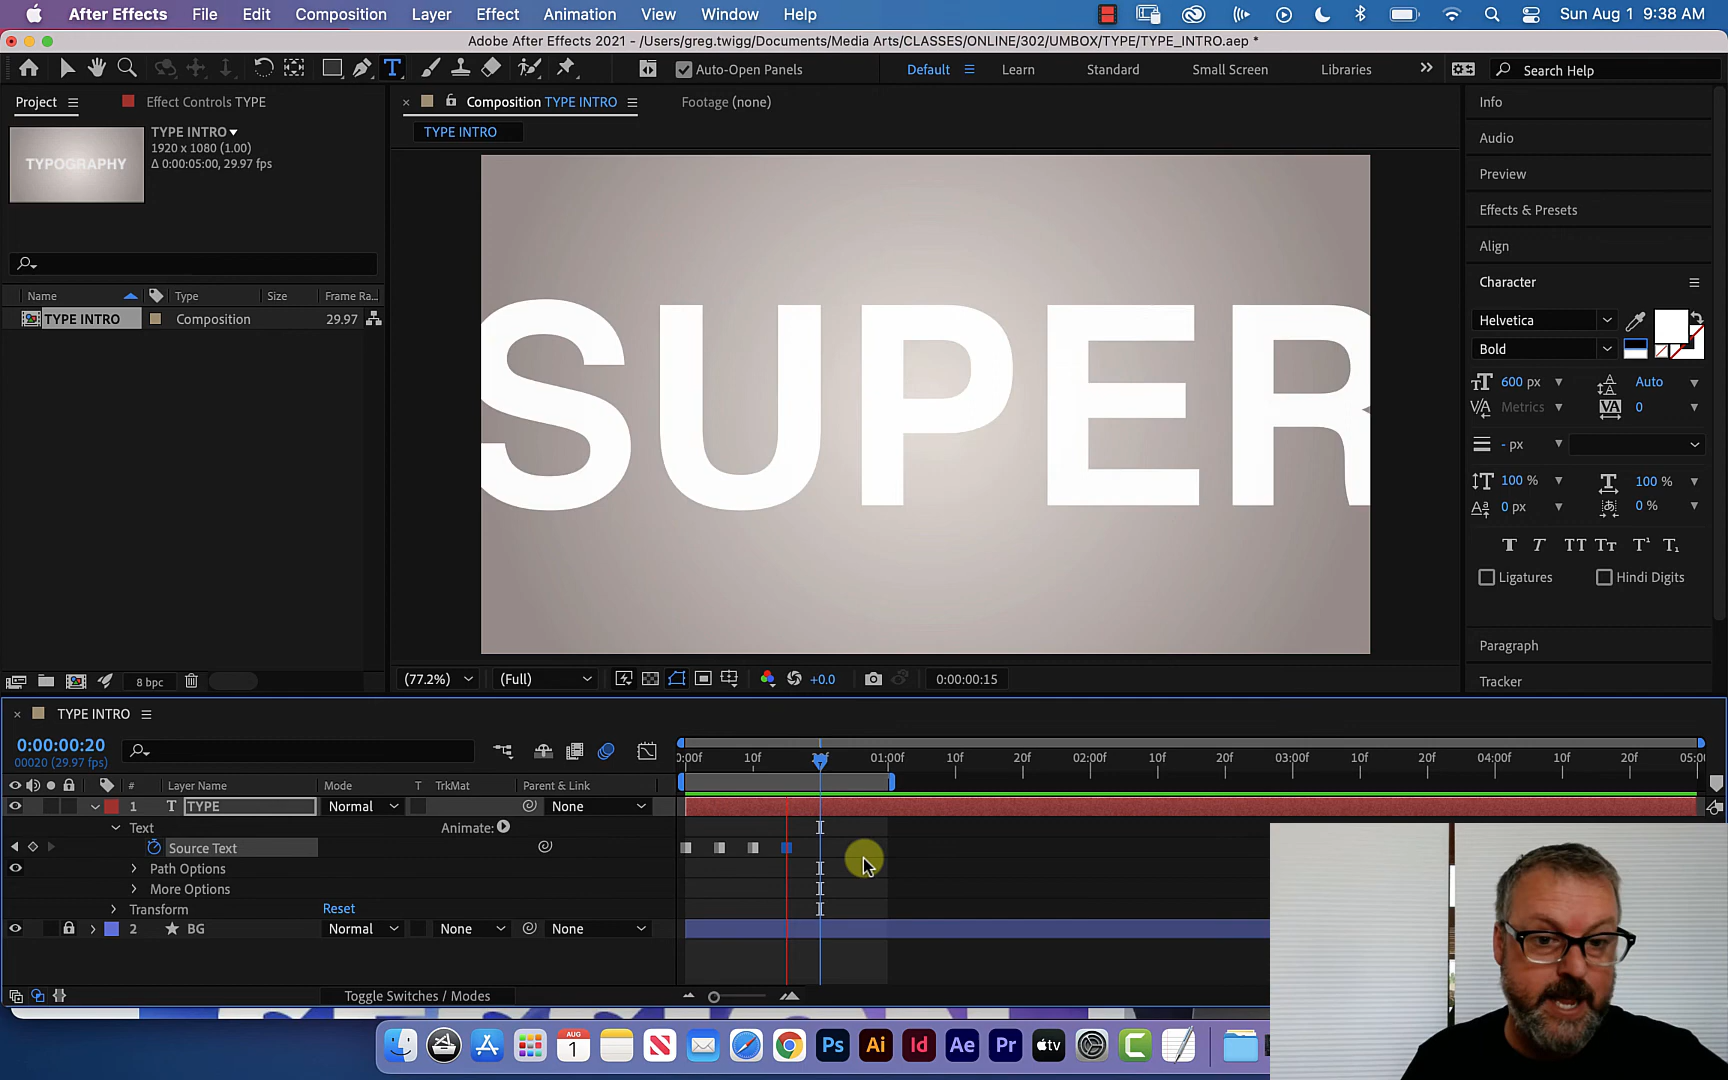 After Effects File Edit Composition Layer Effect Animation View Window Help Sun Aug 1 9:38 AM
Adobe After Effects 2021 - /Users/greg.twigg/Documents/Media Arts/CLASSES/ONLINE/302/UMBOX/TYPE/TYPE_INTRO.aep *
Auto-Open Panels Default Learn Standard Small Screen Libraries Search Help
Project Effect Controls TYPE
Composition TYPE INTRO Footage (none)
TYPE INTRO
TYPE INTRO
1920 x 1080 (1.00)
Δ 0:00:05:00, 29.97 fps
TYPOGRAPHY
Name Type Size Frame Ra...
TYPE INTRO Composition 29.97
SUPER
Info
Audio
Preview
Effects & Presets
Align
Character
Helvetica
Bold
600 px Auto
Metrics 0
- px
100 % 100 %
0 px 0 %
Ligatures Hindi Digits
Paragraph
Tracker
8 bpc
(77.2%) (Full) +0.0 0:00:00:15
TYPE INTRO
0:00:00:20
00020 (29.97 fps)
:00f 10f 01:00f 10f 20f 02:00f 10f 20f 03:00f 10f 20f 04:00f 10f 20f 05:00
# Layer Name Mode T TrkMat Parent & Link
1 T TYPE Normal None
Text Animate:
Source Text
Path Options
More Options
Transform Reset
2 BG Normal None None
Toggle Switches / Modes
AUG
1
Ps Ai Id Ae Pr tv